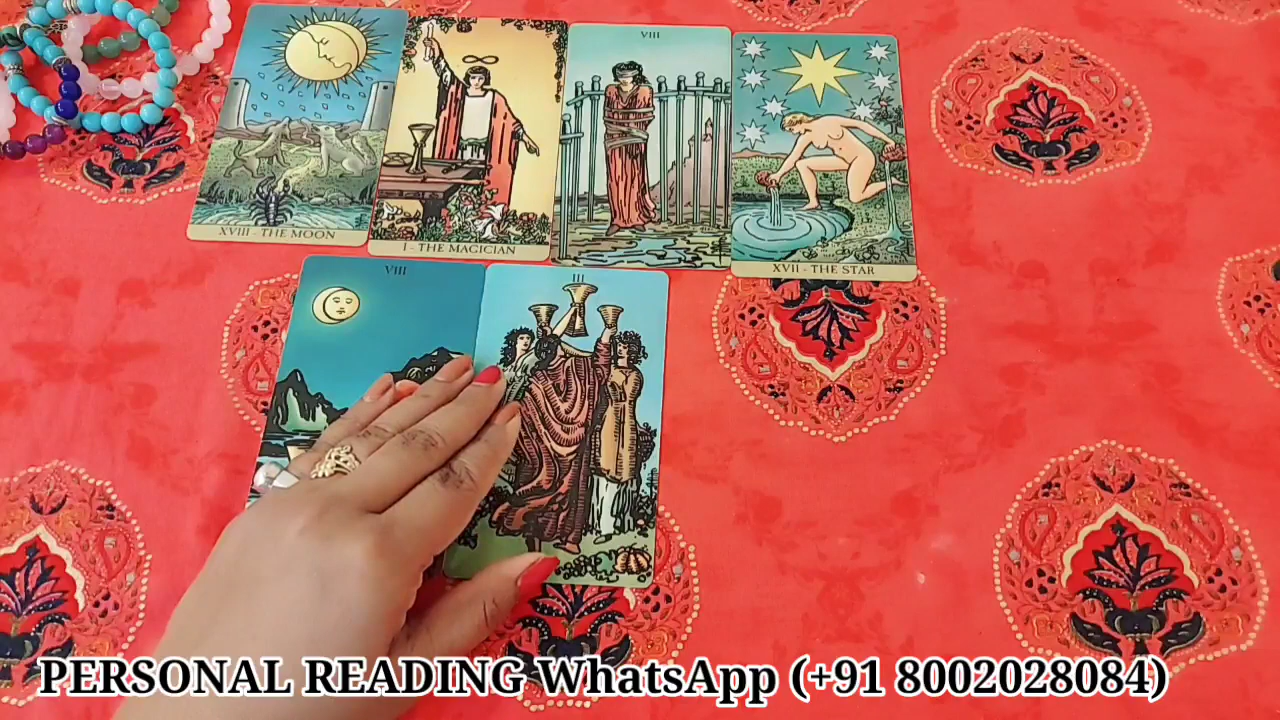 VIII
XVIII - THE MOON
I - THE MAGICIAN
XVII - THE STAR
VIII
III
PERSONAL READING WhatsApp (+91 8002028084)